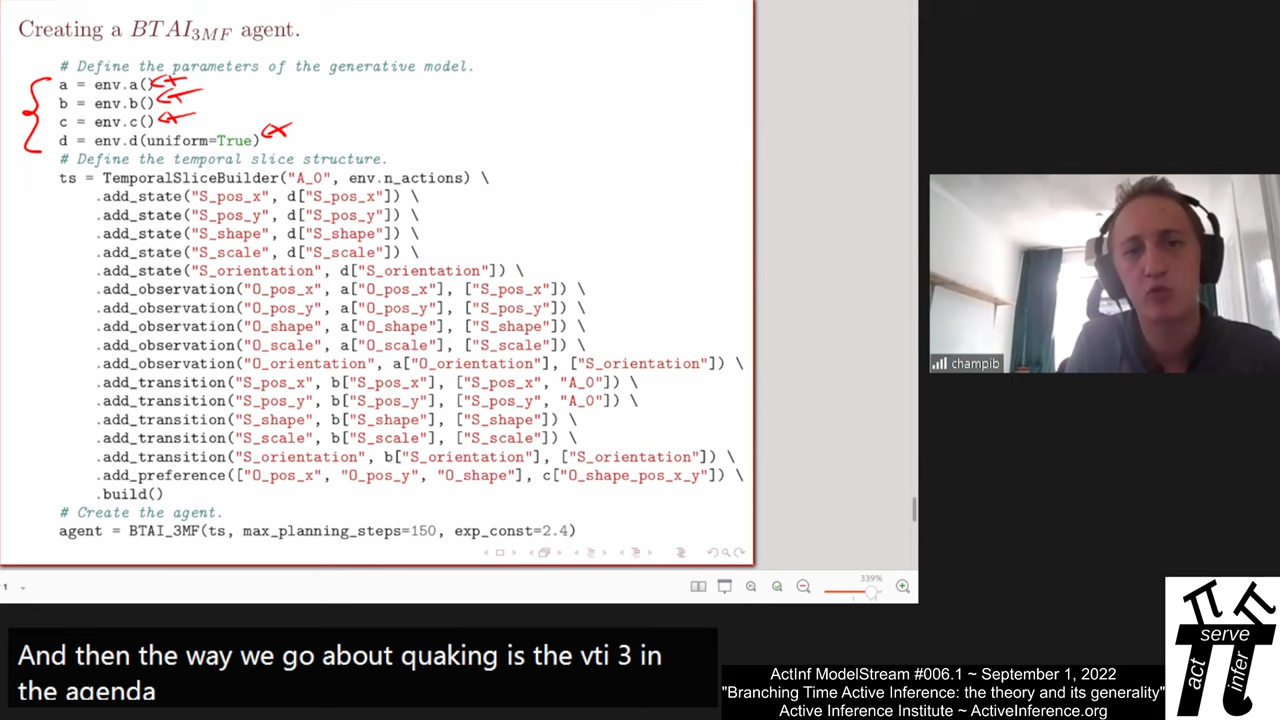 Creating a BTAI3MF agent.
# Define the parameters of the generative model.
a = env.a()
b = env.b()
c = env.c()
d = env.d(uniform=True)
# Define the temporal slice structure.
ts = TemporalSliceBuilder("A_0", env.n_actions) \
.add_state("S_pos_x", d["S_pos_x"]) \
.add_state("S_pos_y", d["S_pos_y"]) \
.add_state("S_shape", d["S_shape"]) \
.add_state("S_scale", d["S_scale"]) \
.add_state("S_orientation", d["S_orientation"]) \
.add_observation("O_pos_x", a["O_pos_x"], ["S_pos_x"]) \
.add_observation("O_pos_y", a["O_pos_y"], ["S_pos_y"]) \
.add_observation("O_shape", a["O_shape"], ["S_shape"]) \
.add_observation("O_scale", a["O_scale"], ["S_scale"]) \
.add_observation("O_orientation", a["O_orientation"], ["S_orientation"]) \
.add_transition("S_pos_x", b["S_pos_x"], ["S_pos_x", "A_0"]) \
.add_transition("S_pos_y", b["S_pos_y"], ["S_pos_y", "A_0"]) \
.add_transition("S_shape", b["S_shape"], ["S_shape"]) \
.add_transition("S_scale", b["S_scale"], ["S_scale"]) \
.add_transition("S_orientation", b["S_orientation"], ["S_orientation"]) \
.add_preference(["O_pos_x", "O_pos_y", "O_shape"], c["O_shape_pos_x_y"]) \
.build()
# Create the agent.
agent = BTAI_3MF(ts, max_planning_steps=150, exp_const=2.4)
champib
1
339%
And then the way we go about quaking is the vti 3 in
the agenda
ActInf ModelStream #006.1 ~ September 1, 2022
"Branching Time Active Inference: the theory and its generality"
Active Inference Institute ~ ActiveInference.org
serve
act
infer